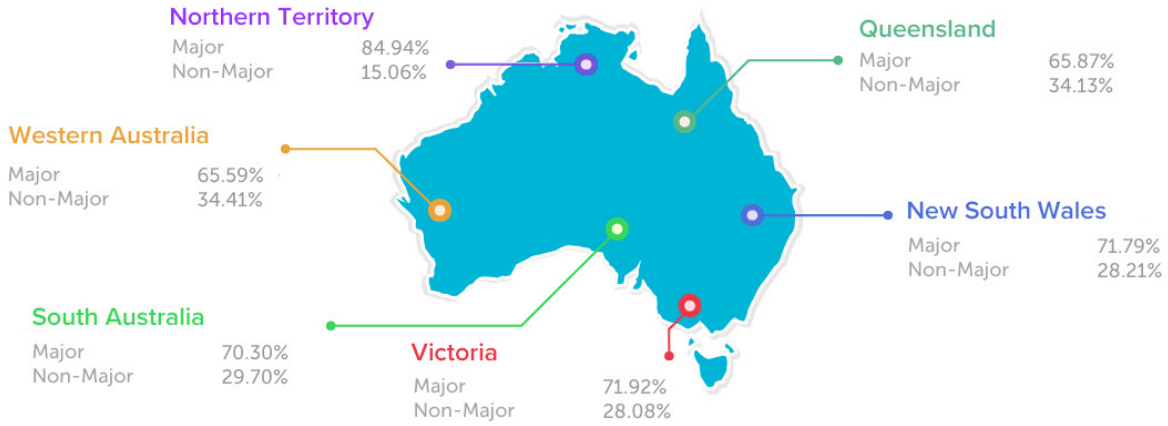 Northern Territory
Major 84.94%
Non-Major 15.06%
Queensland
Major 65.87%
Non-Major 34.13%
Western Australia
Major 65.59%
Non-Major 34.41%
New South Wales
Major 71.79%
Non-Major 28.21%
South Australia
Major 70.30%
Non-Major 29.70%
Victoria
Major 71.92%
Non-Major 28.08%